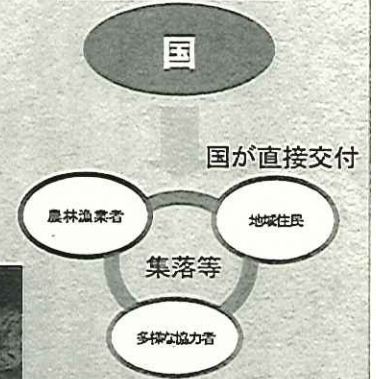 国
国が直接交付
農林漁業者
地域住民
集落等
多様な協力者